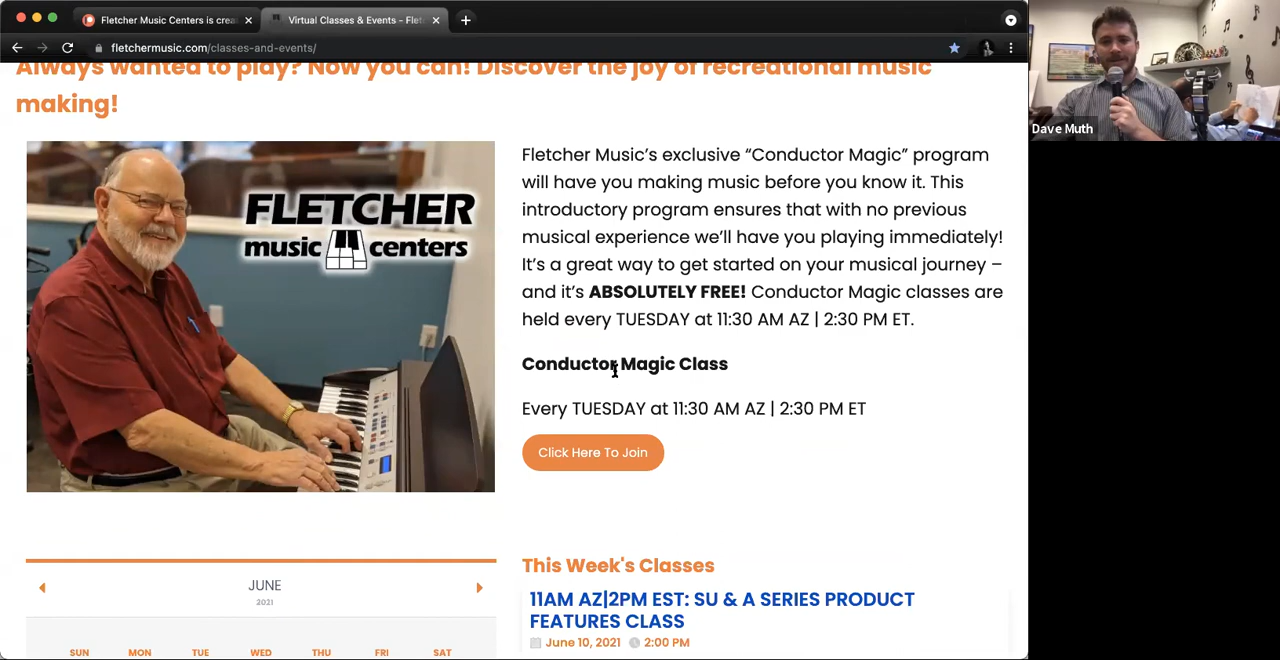 Fletcher Music Centers is crea
Virtual Classes & Events - Flet
fletchermusic.com/classes-and-events/
Always wanted to play? Now you can! Discover the joy of recreational music
making!
FLETCHER
music centers
Fletcher Music's exclusive “Conductor Magic” program
will have you making music before you know it. This
introductory program ensures that with no previous
musical experience we'll have you playing immediately!
It's a great way to get started on your musical journey –
and it's ABSOLUTELY FREE! Conductor Magic classes are
held every TUESDAY at 11:30 AM AZ | 2:30 PM ET.
Conductor Magic Class
Every TUESDAY at 11:30 AM AZ | 2:30 PM ET
Click Here To Join
JUNE
2021
SUN MON TUE WED THU FRI SAT
This Week's Classes
11AM AZ|2PM EST: SU & A SERIES PRODUCT
FEATURES CLASS
June 10, 2021 2:00 PM
Dave Muth